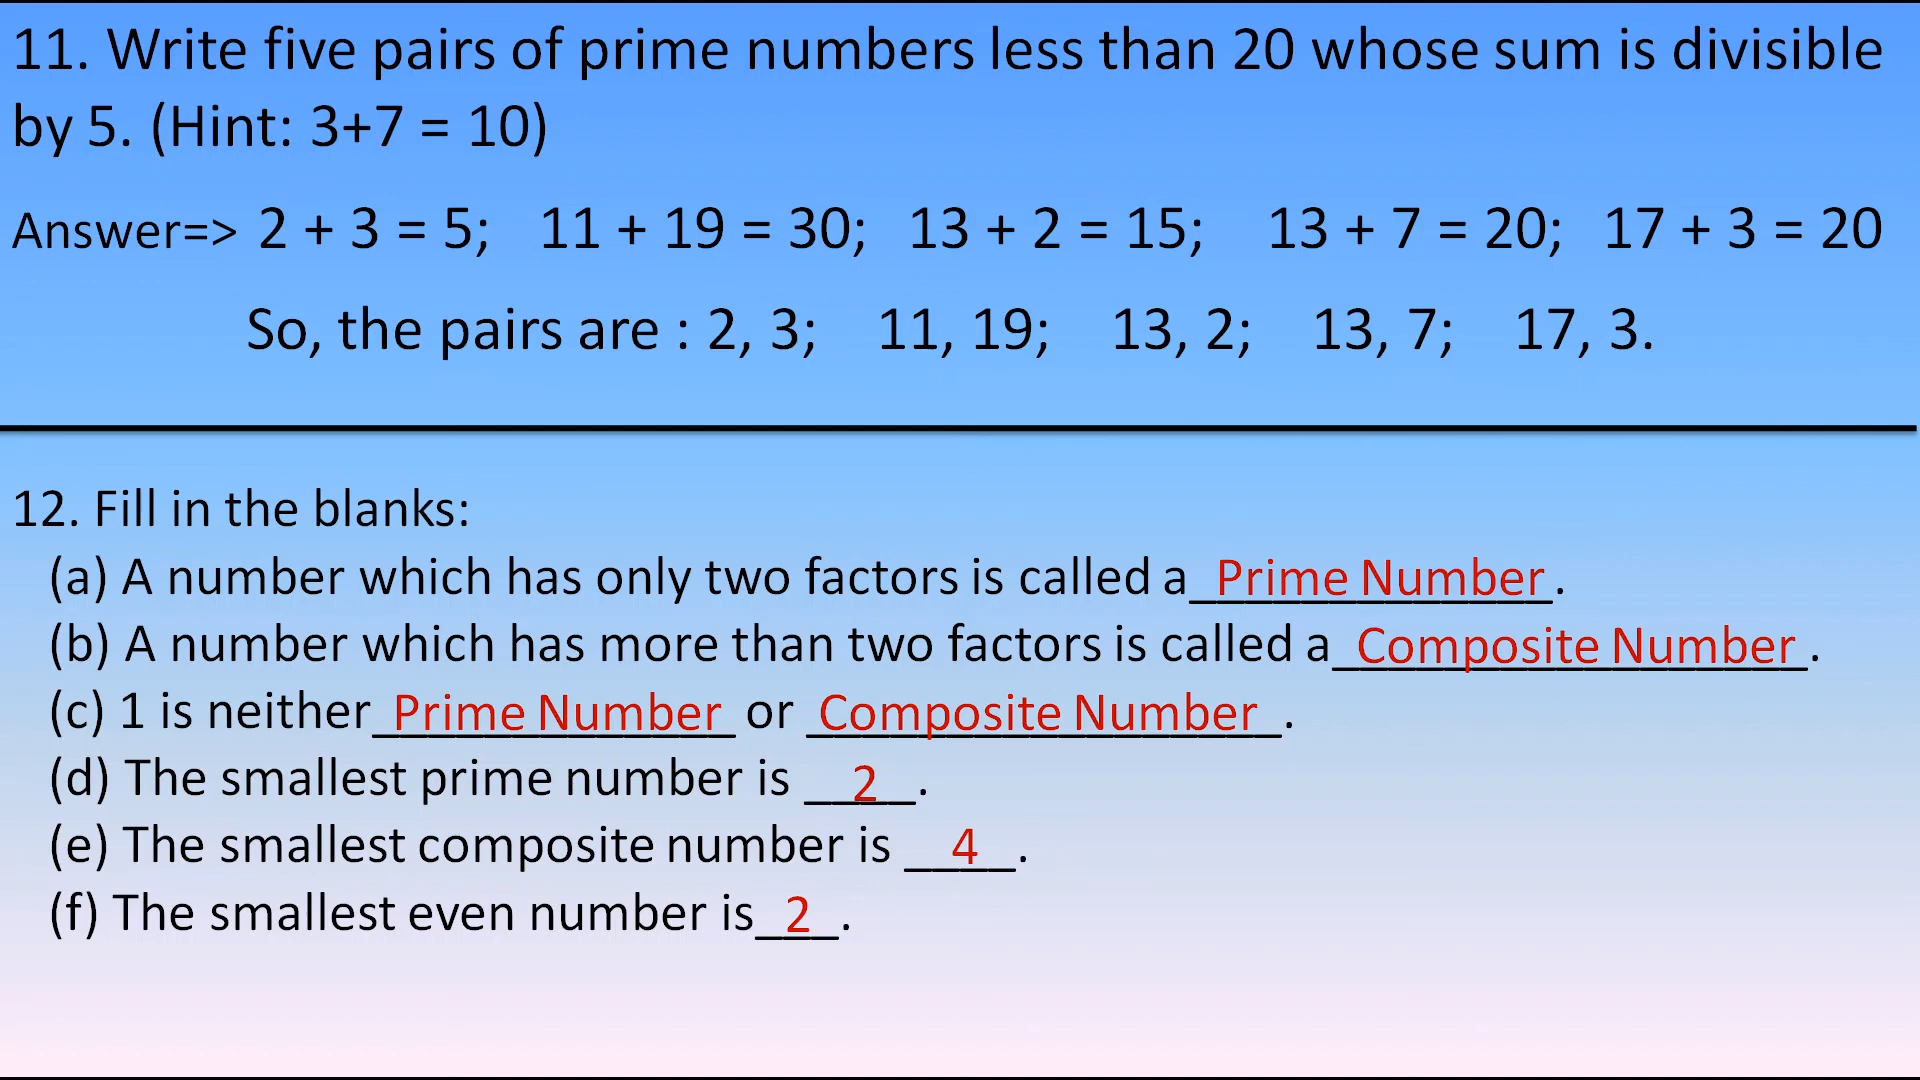 11. Write five pairs of prime numbers less than 20 whose sum is divisible
by 5. (Hint: 3+7 = 10)
Answer=> 2 + 3 = 5; 11 + 19 = 30; 13 + 2 = 15; 13 + 7 = 20; 17 + 3 = 20
So, the pairs are : 2, 3; 11, 19; 13, 2; 13, 7; 17, 3.
12. Fill in the blanks:
(a) A number which has only two factors is called a Prime Number.
(b) A number which has more than two factors is called a Composite Number.
(c) 1 is neither Prime Number or Composite Number.
(d) The smallest prime number is 2.
(e) The smallest composite number is 4.
(f) The smallest even number is 2.